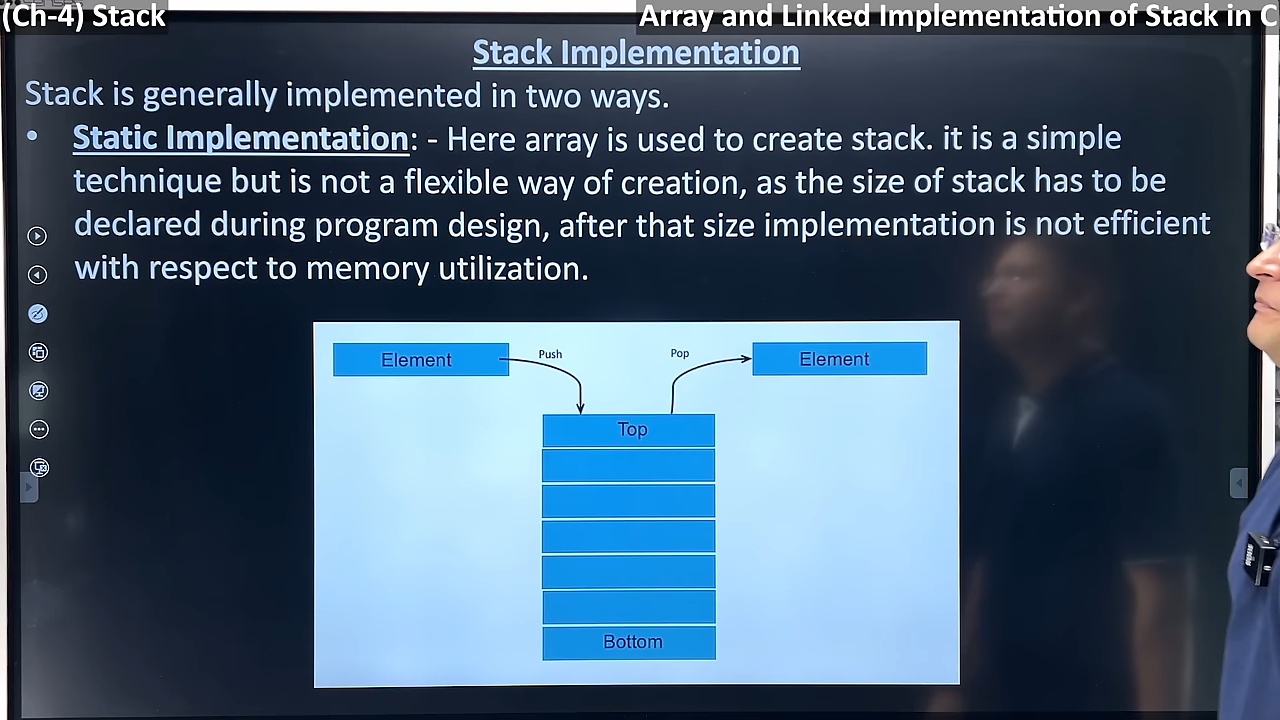 (Ch-4) Stack
Array and Linked Implementation of Stack in C
Stack Implementation
Stack is generally implemented in two ways.
• Static Implementation: - Here array is used to create stack. it is a simple
technique but is not a flexible way of creation, as the size of stack has to be
declared during program design, after that size implementation is not efficient
with respect to memory utilization.
Element
Push
Pop
Element
Top
Bottom